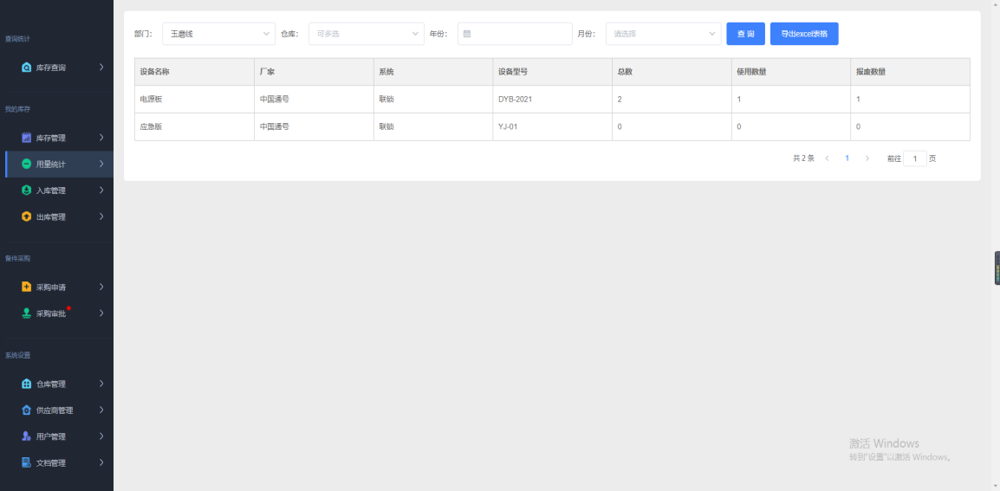 查询统计
库存查询
我的库存
库存管理
用量统计
入库管理
出库管理
备件采购
采购申请
采购审批
系统设置
仓库管理
供应商管理
用户管理
文档管理
部门： 玉磨线 仓库： 可多选 年份： 月份： 请选择 查 询 导出excel表格
设备名称 厂家 系统 设备型号 总数 使用数量 报废数量
电源板 中国通号 联锁 DYB-2021 2 1 1
应急版 中国通号 联锁 YJ-01 0 0 0
共 2 条 1 前往 1 页
激活 Windows
转到"设置"以激活 Windows。